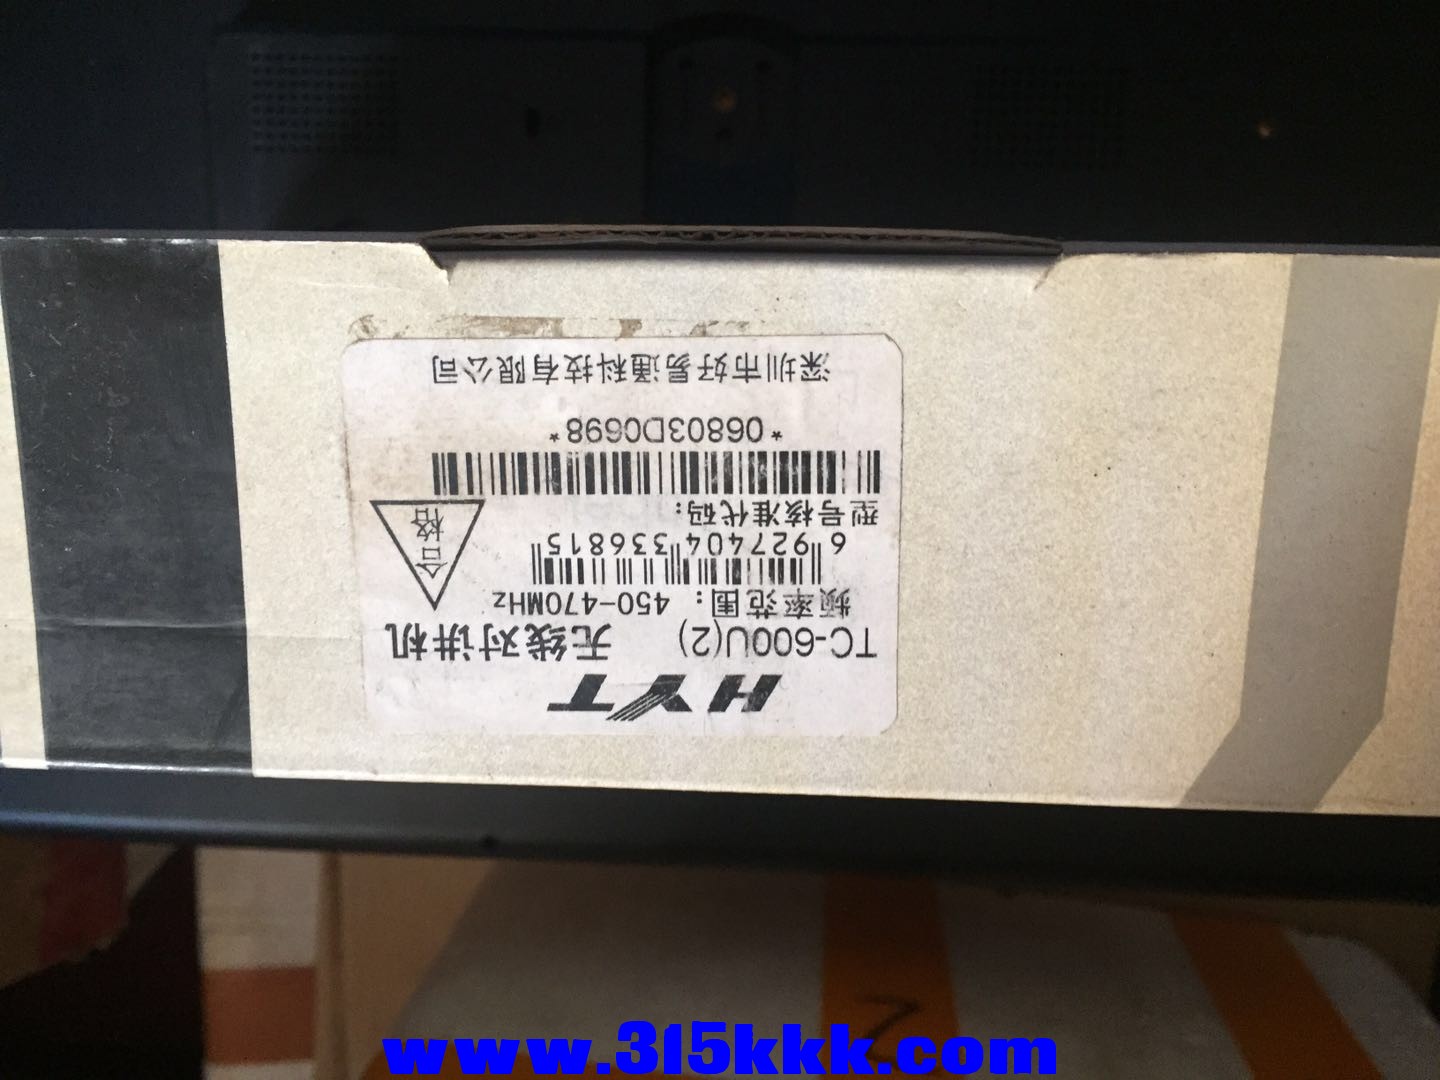 HYT
TC-600U(2) 无线对讲机
频率范围：450-470MHz
6 927404 336815
型号核准代码：
*06803D0698*
深圳市好易通科技有限公司
合格
2
www.315kkk.com